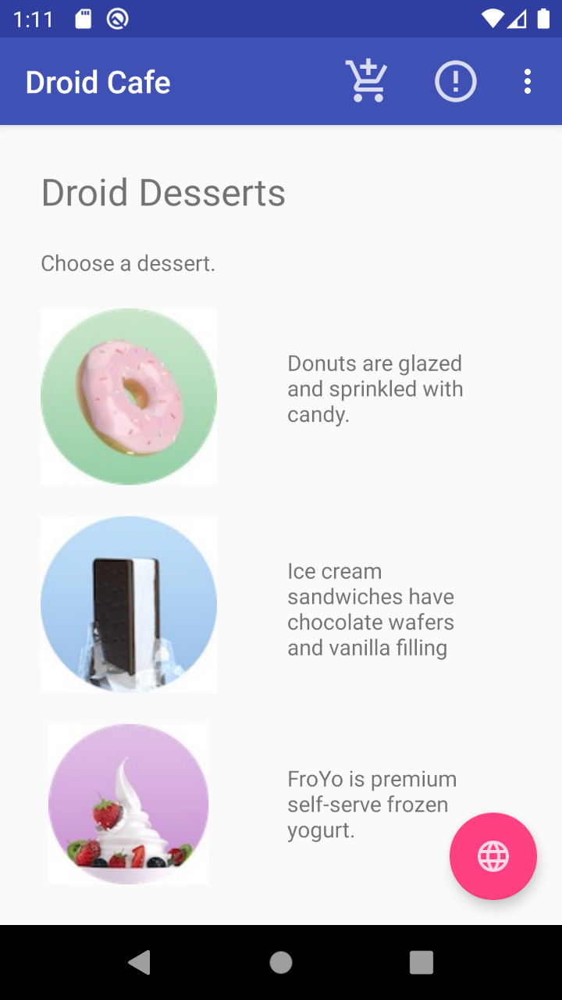 1:11
Droid Cafe
Droid Desserts
Choose a dessert.
Donuts are glazed
and sprinkled with
candy.
Ice cream
sandwiches have
chocolate wafers
and vanilla filling
FroYo is premium
self-serve frozen
yogurt.